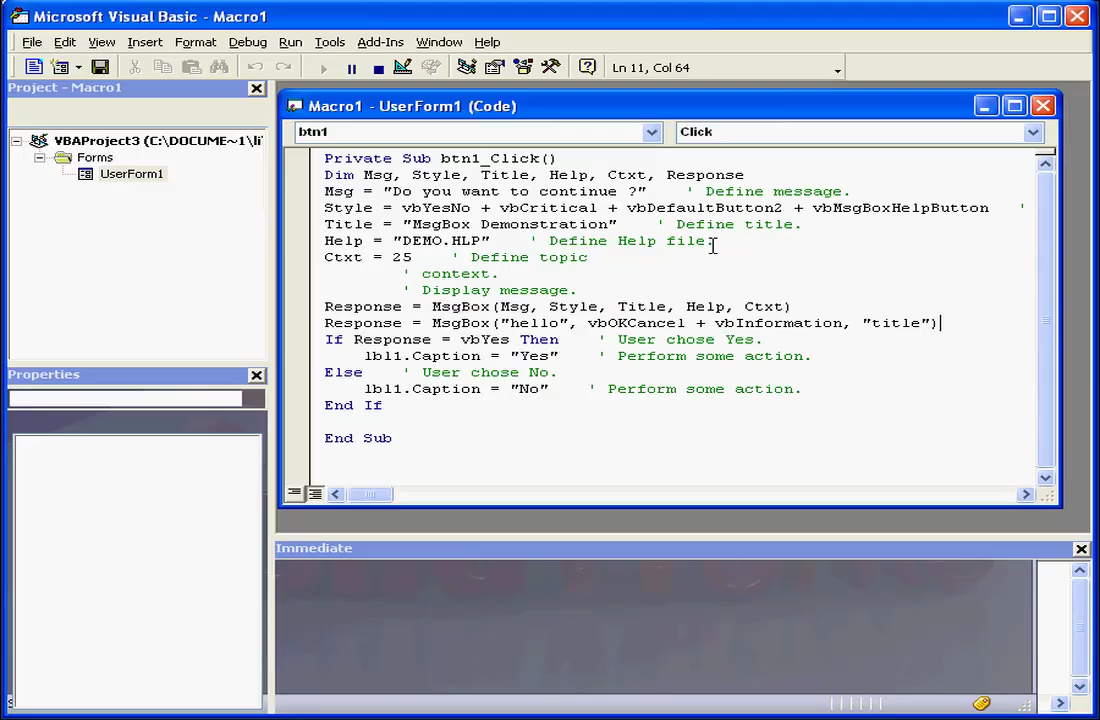 Microsoft Visual Basic - Macro1
File Edit View Insert Format Debug Run Tools Add-Ins Window Help
Ln 11, Col 64
Project - Macro1
VBAProject3 (C:\DOCUME~1\li
Forms
UserForm1
Properties
Macro1 - UserForm1 (Code)
btn1 Click
Private Sub btn1_Click()
Dim Msg, Style, Title, Help, Ctxt, Response
Msg = "Do you want to continue ?" ' Define message.
Style = vbYesNo + vbCritical + vbDefaultButton2 + vbMsgBoxHelpButton '
Title = "MsgBox Demonstration" ' Define title.
Help = "DEMO.HLP" ' Define Help file.
Ctxt = 25 ' Define topic
' context.
' Display message.
Response = MsgBox(Msg, Style, Title, Help, Ctxt)
Response = MsgBox("hello", vbOKCancel + vbInformation, "title")
If Response = vbYes Then ' User chose Yes.
lbl1.Caption = "Yes" ' Perform some action.
Else ' User chose No.
lbl1.Caption = "No" ' Perform some action.
End If
End Sub
Immediate